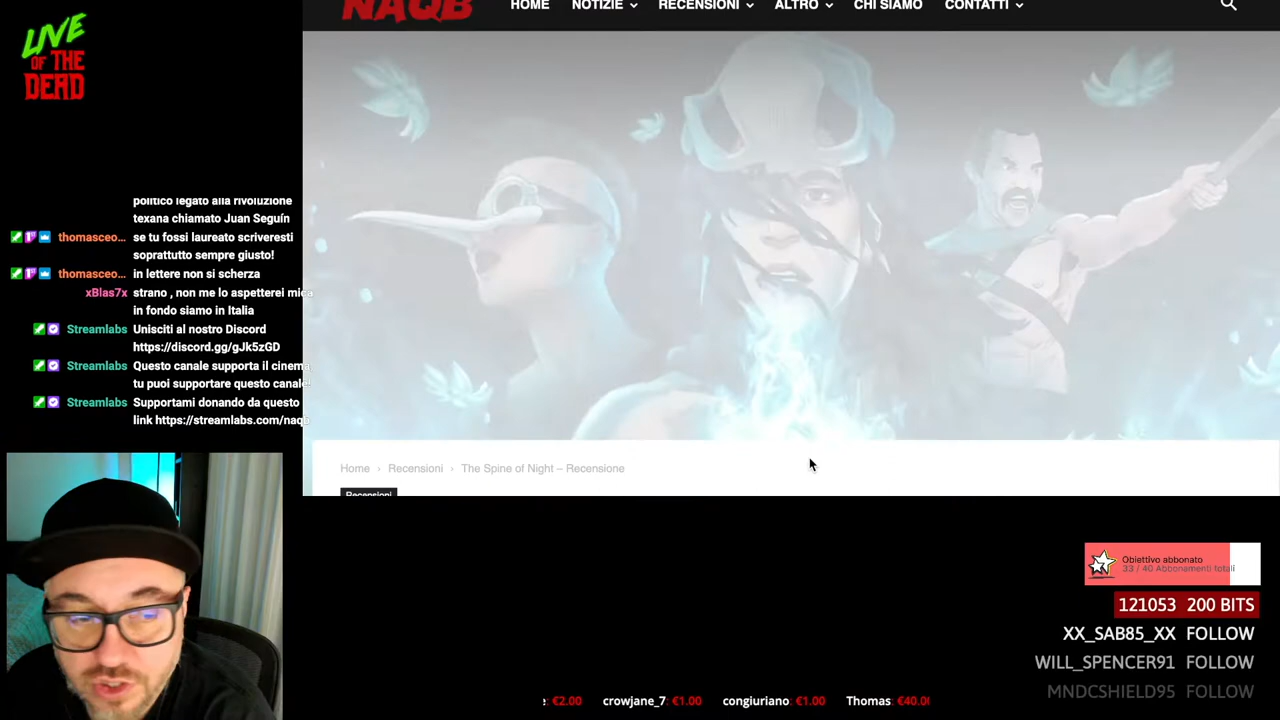 LIVE
OF THE
DEAD
NAQB
HOME NOTIZIE RECENSIONI ALTRO CHI SIAMO CONTATTI
politico legato alla rivoluzione
texana chiamato Juan Seguín
thomasceo... se tu fossi laureato scriveresti
soprattutto sempre giusto!
thomasceo... in lettere non si scherza
xBlas7x strano , non me lo aspetterei mica
in fondo siamo in Italia
Streamlabs Unisciti al nostro Discord
https://discord.gg/gJk5zGD
Streamlabs Questo canale supporta il cinema
tu puoi supportare questo canale!
Streamlabs Supportami donando da questo
link https://streamlabs.com/naqb
Home › Recensioni › The Spine of Night – Recensione
Recensioni
Obiettivo abbonato
33 / 40 Abbonamenti totali
121053 200 BITS
XX_SAB85_XX FOLLOW
WILL_SPENCER91 FOLLOW
MNDCSHIELD95 FOLLOW
: €2.00 crowjane_7: €1.00 congiuriano: €1.00 Thomas: €40.0